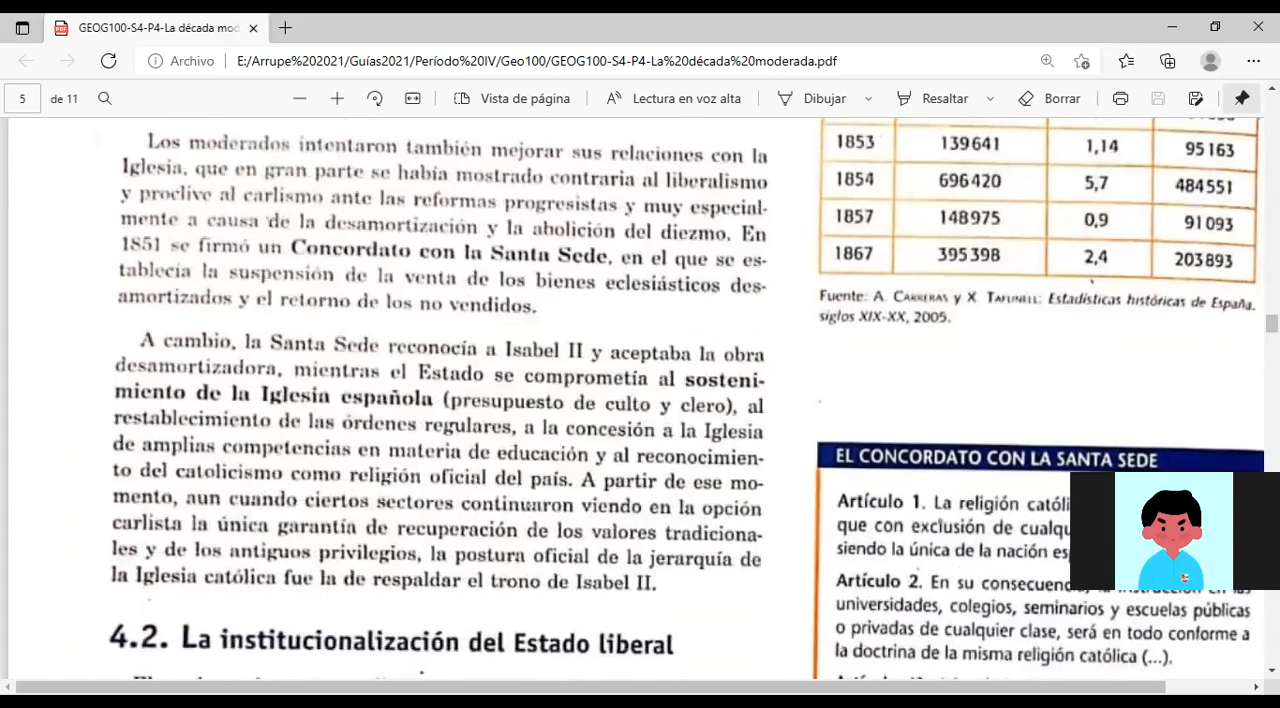 GEOG100-S4-P4-La década mod
Archivo
E:/Arrupe%202021/Guías2021/Período%20IV/Geo100/GEOG100-S4-P4-La%20década%20moderada.pdf
5
de 11
Vista de página
Lectura en voz alta
Dibujar
Resaltar
Borrar
Los moderados intentaron también mejorar sus relaciones con la
Iglesia, que en gran parte se había mostrado contraria al liberalismo
y proclive al carlismo ante las reformas progresistas y muy especial-
mente a causa de la desamortización y la abolición del diezmo. En
1851 se firmó un Concordato con la Santa Sede, en el que se es-
tablecía la suspensión de la venta de los bienes eclesiásticos des-
amortizados y el retorno de los no vendidos.
A cambio, la Santa Sede reconocía a Isabel II y aceptaba la obra
desamortizadora, mientras el Estado se comprometía al sosteni-
miento de la Iglesia española (presupuesto de culto y clero), al
restablecimiento de las órdenes regulares, a la concesión a la Iglesia
de amplias competencias en materia de educación y al reconocimien-
to del catolicismo como religión oficial del país. A partir de ese mo-
mento, aun cuando ciertos sectores continuaron viendo en la opción
carlista la única garantía de recuperación de los valores tradiciona-
les y de los antiguos privilegios, la postura oficial de la jerarquía de
la Iglesia católica fue la de respaldar el trono de Isabel II.
4.2. La institucionalización del Estado liberal
1853 139641 1,14 95163
1854 696420 5,7 484551
1857 148975 0,9 91093
1867 395398 2,4 203893
Fuente: A. CARRERAS y X. TAFUNELL: Estadísticas históricas de España,
siglos XIX-XX, 2005.
EL CONCORDATO CON LA SANTA SEDE
Artículo 1. La religión católi
que con exclusión de cualqu
siendo la única de la nación es
Artículo 2. En su consecuenc
universidades, colegios, seminarios y escuelas públicas
o privadas de cualquier clase, será en todo conforme a
la doctrina de la misma religión católica (...).